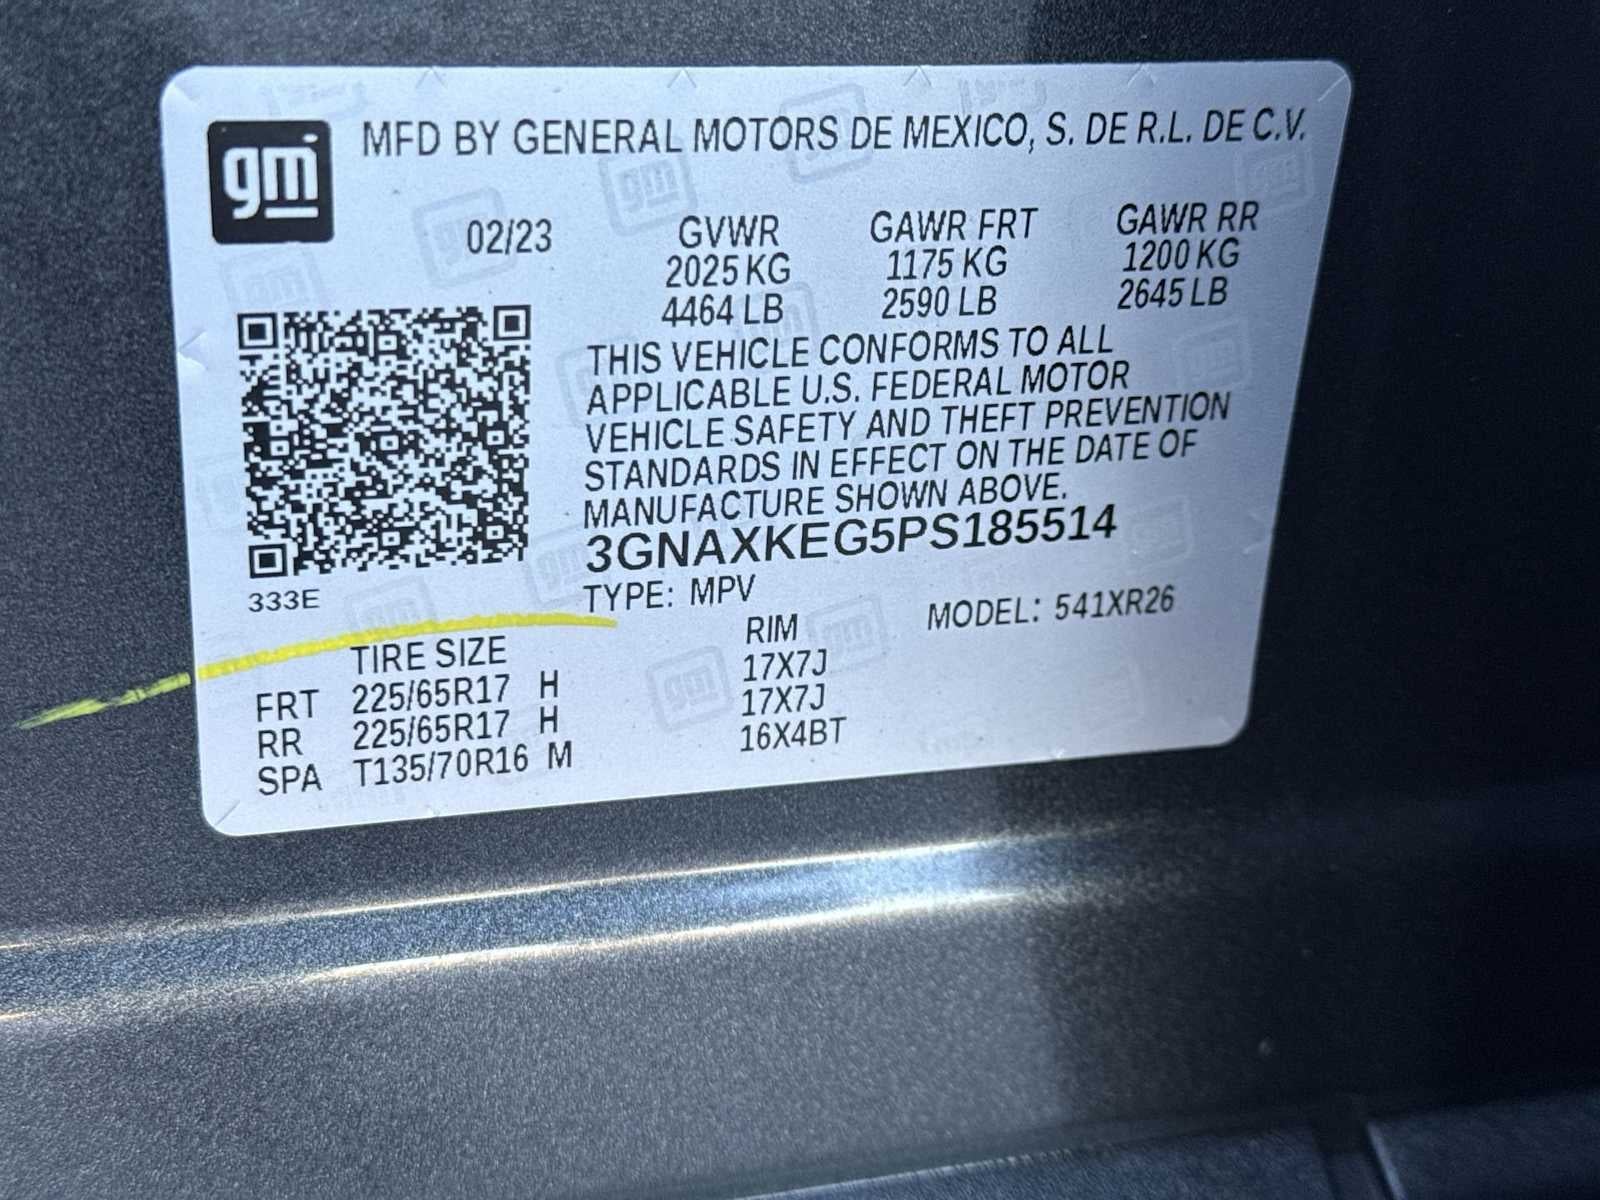 gm
MFD BY GENERAL MOTORS DE MEXICO, S. DE R.L. DE C.V.
02/23 GVWR GAWR FRT GAWR RR
2025 KG 1175 KG 1200 KG
4464 LB 2590 LB 2645 LB
THIS VEHICLE CONFORMS TO ALL
APPLICABLE U.S. FEDERAL MOTOR
VEHICLE SAFETY AND THEFT PREVENTION
STANDARDS IN EFFECT ON THE DATE OF
MANUFACTURE SHOWN ABOVE.
3GNAXKEG5PS185514
333E
TYPE: MPV MODEL: 541XR26
TIRE SIZE RIM
FRT 225/65R17 H 17X7J
RR 225/65R17 H 17X7J
SPA T135/70R16 M 16X4BT